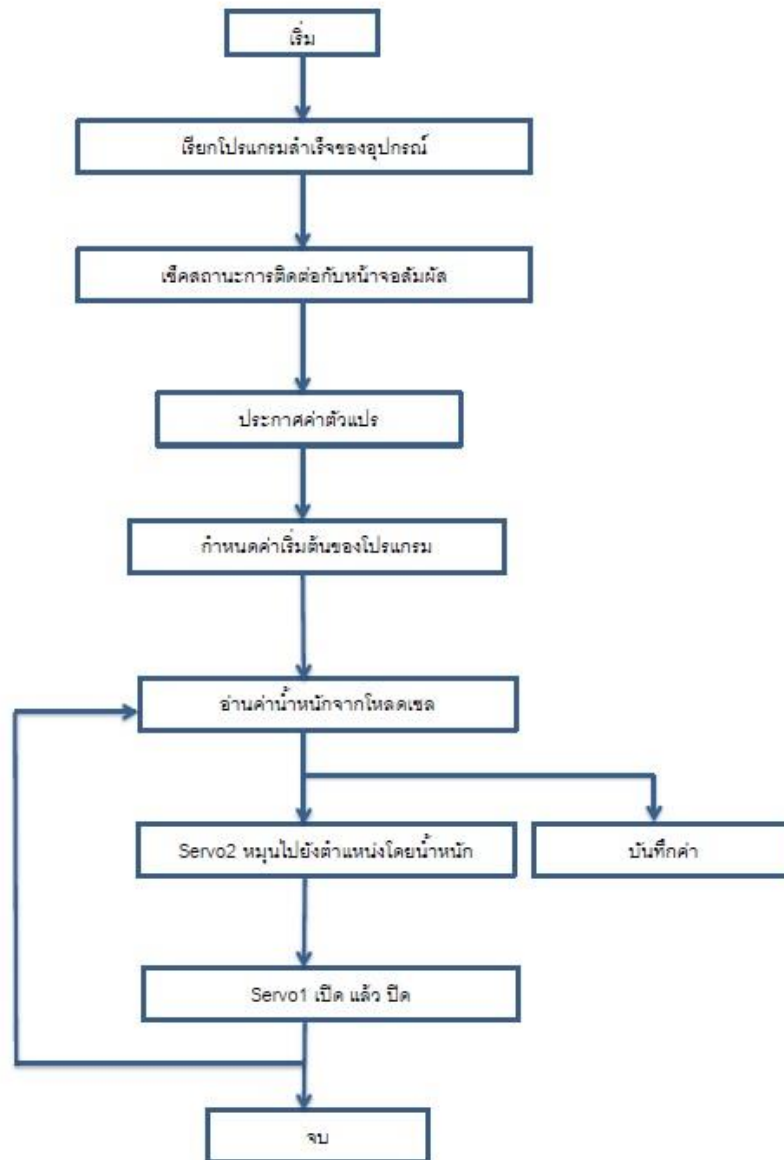 เริ่ม
เรียกโปรแกรมสำเร็จของอุปกรณ์
เช็คสถานะการติดต่อกับหน้าจอสัมผัส
ประกาศค่าตัวแปร
กำหนดค่าเริ่มต้นของโปรแกรม
อ่านค่าน้ำหนักจากโหลดเซล
Servo2 หมุนไปยังตำแหน่งโดยน้ำหนัก
บันทึกค่า
Servo1 เปิด แล้ว ปิด
จบ